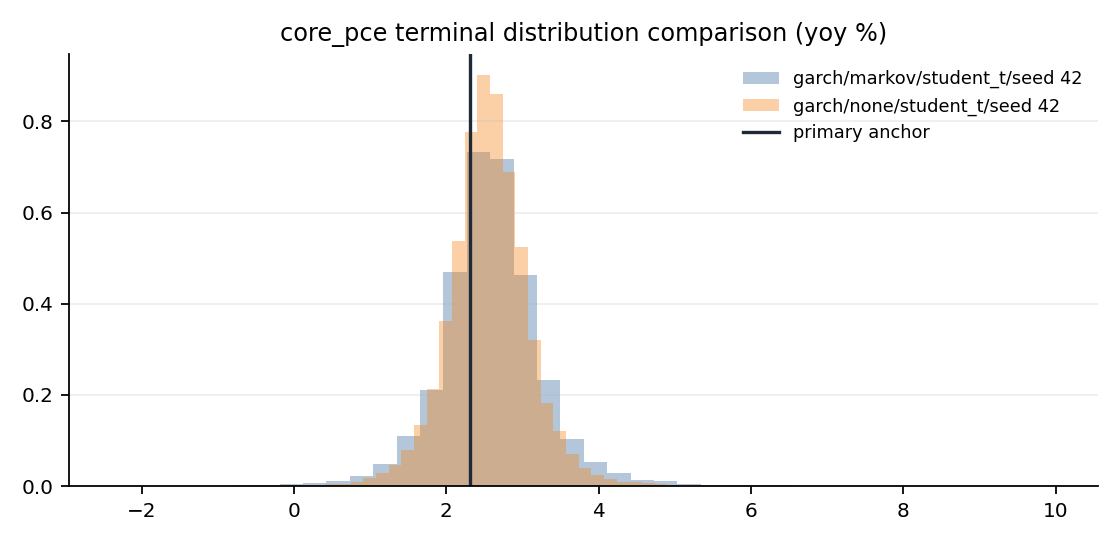 core_pce terminal distribution comparison (yoy %)
garch/markov/student_t/seed 42
garch/none/student_t/seed 42
primary anchor
0.8
0.6
0.4
0.2
0.0
−2 0 2 4 6 8 10